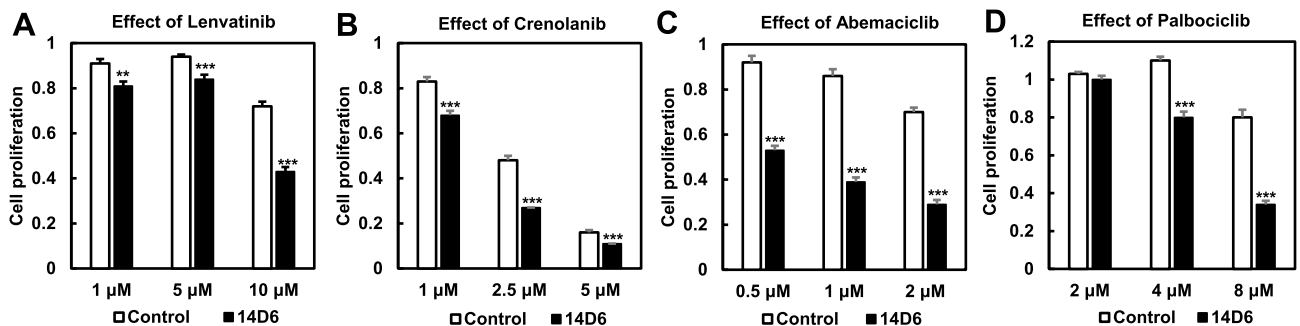 A
Effect of Lenvatinib
Cell proliferation
1
0.8
0.6
0.4
0.2
0
**
***
***
1 µM
5 µM
10 µM
Control
14D6
B
Effect of Crenolanib
Cell proliferation
1
0.8
0.6
0.4
0.2
0
***
***
***
1 µM
2.5 µM
5 µM
Control
14D6
C
Effect of Abemaciclib
Cell proliferation
1
0.8
0.6
0.4
0.2
0
***
***
***
0.5 µM
1 µM
2 µM
Control
14D6
D
Effect of Palbociclib
Cell proliferation
1.2
1
0.8
0.6
0.4
0.2
0
***
***
2 µM
4 µM
8 µM
Control
14D6